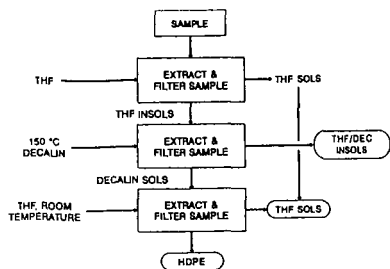 SAMPLE
THF
EXTRACT &
FILTER SAMPLE
THF SOLS
THF INSOLS
150 °C
DECALIN
EXTRACT &
FILTER SAMPLE
THF/DEC
INSOLS
DECALIN SOLS
THF, ROOM
TEMPERATURE
EXTRACT &
FILTER SAMPLE
THF SOLS
HDPE